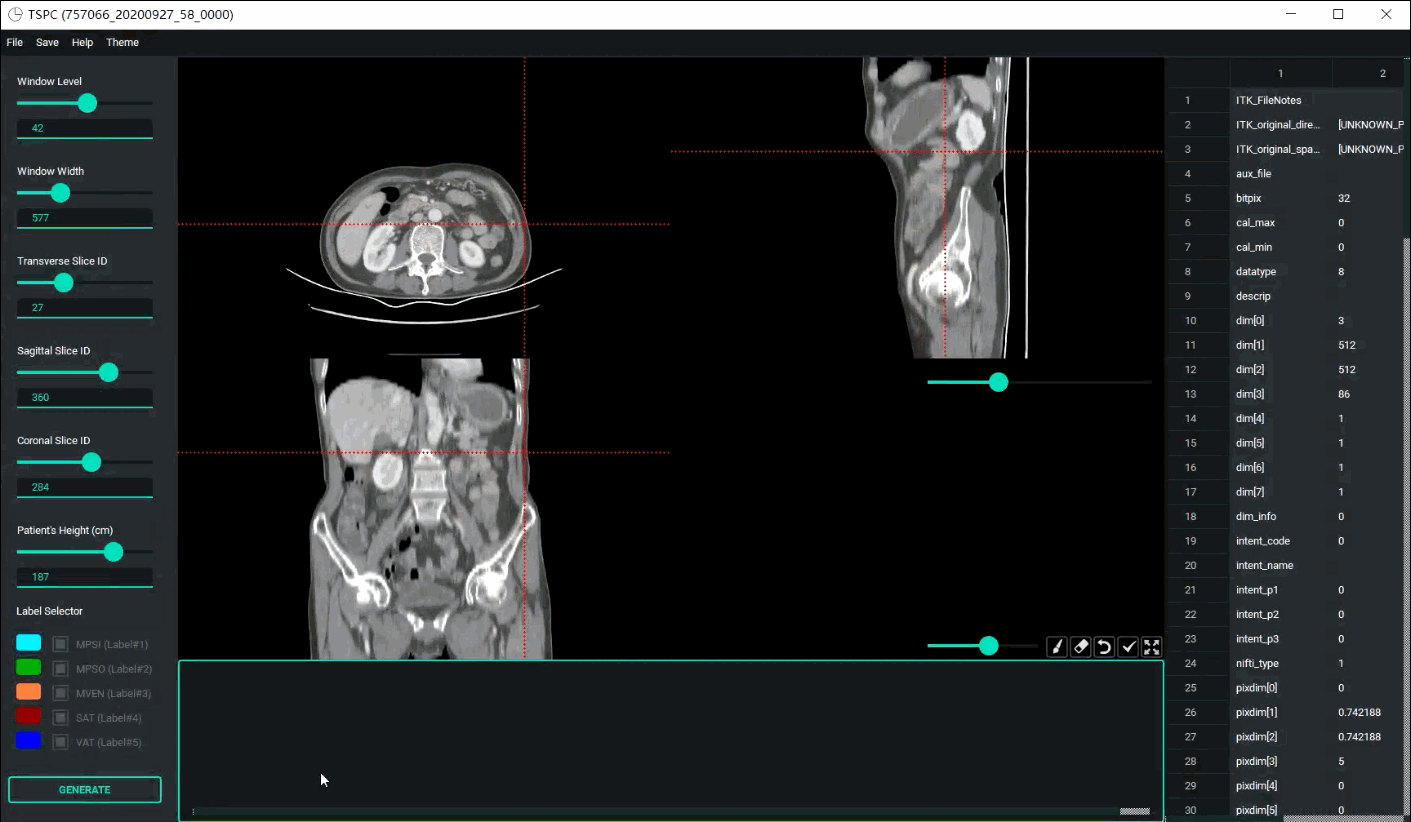 TSPC (757066_20200927_58_0000)
File Save Help Theme
Window Level
42
Window Width
577
Transverse Slice ID
27
Sagittal Slice ID
360
Coronal Slice ID
284
Patient's Height (cm)
187
Label Selector
MPSI (Label#1)
MPSO (Label#2)
MVEN (Label#3)
SAT (Label#4)
VAT (Label#5)
GENERATE
1 2
1 ITK_FileNotes
2 ITK_original_dire... [UNKNOWN_P
3 ITK_original_spa... [UNKNOWN_P
4 aux_file
5 bitpix 32
6 cal_max 0
7 cal_min 0
8 datatype 8
9 descrip
10 dim[0] 3
11 dim[1] 512
12 dim[2] 512
13 dim[3] 86
14 dim[4] 1
15 dim[5] 1
16 dim[6] 1
17 dim[7] 1
18 dim_info 0
19 intent_code 0
20 intent_name
21 intent_p1 0
22 intent_p2 0
23 intent_p3 0
24 nifti_type 1
25 pixdim[0] 0
26 pixdim[1] 0.742188
27 pixdim[2] 0.742188
28 pixdim[3] 5
29 pixdim[4] 0
30 pixdim[5] 0